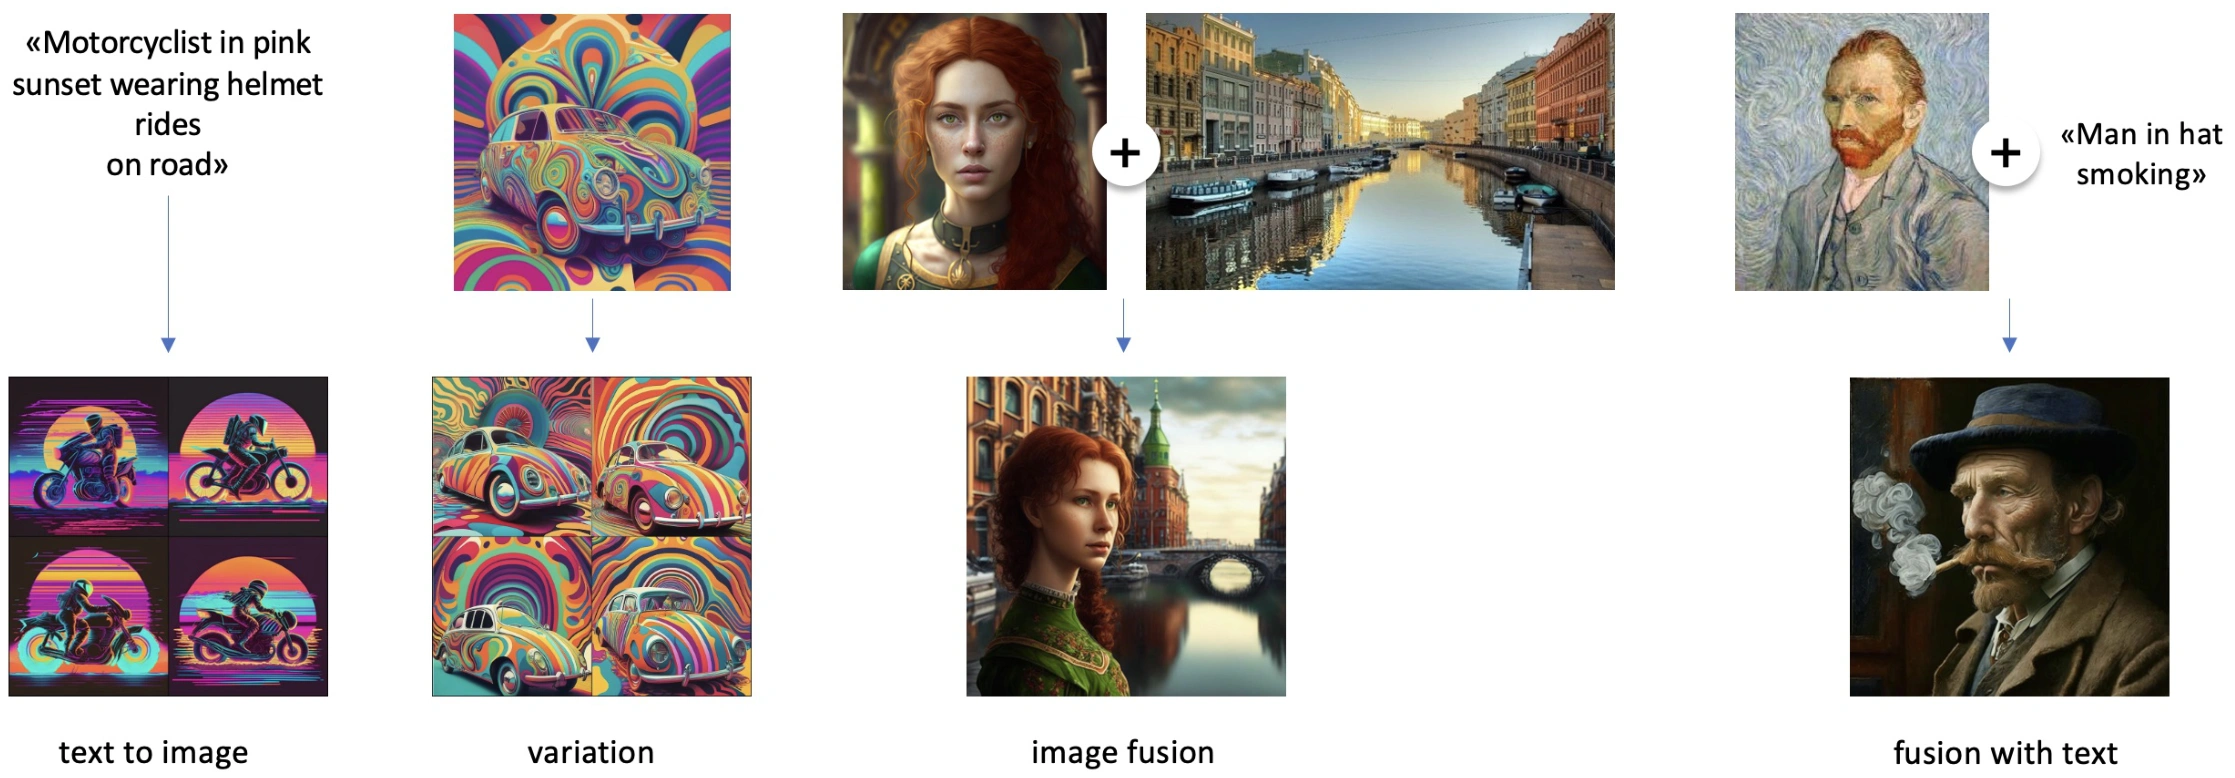 «Motorcyclist in pink
sunset wearing helmet
rides
on road»
+
+
«Man in hat
smoking»
text to image
variation
image fusion
fusion with text